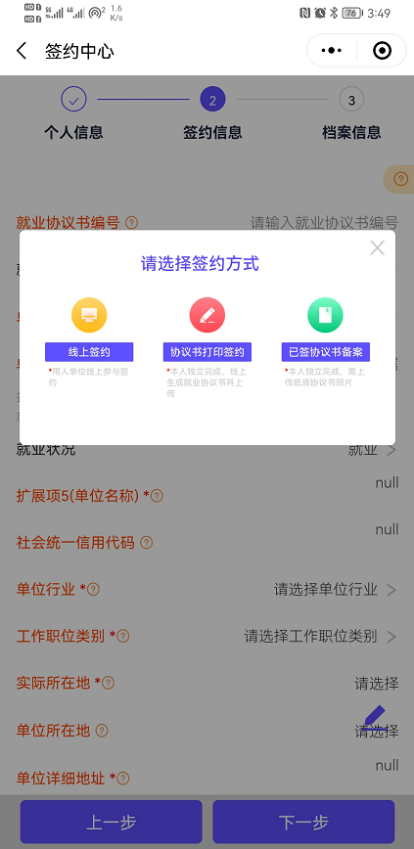 1.6
K/s
76
3:49
签约中心
2
3
个人信息
签约信息
档案信息
就业协议书编号
请输入就业协议书编号
请选择签约方式
线上签约
协议书打印签约
已签协议书备案
*用人单位线上参与签
约
*本人独立完成、线上
生成就业协议书并上
传
*本人独立完成、需上
传纸质协议书照片
就业状况
就业
null
扩展项5(单位名称) *
null
社会统一信用代码
单位行业 *
请选择单位行业
工作职位类别 *
请选择工作职位类别
实际所在地 *
请选择
单位所在地
请选择
null
单位详细地址 *
上一步
下一步